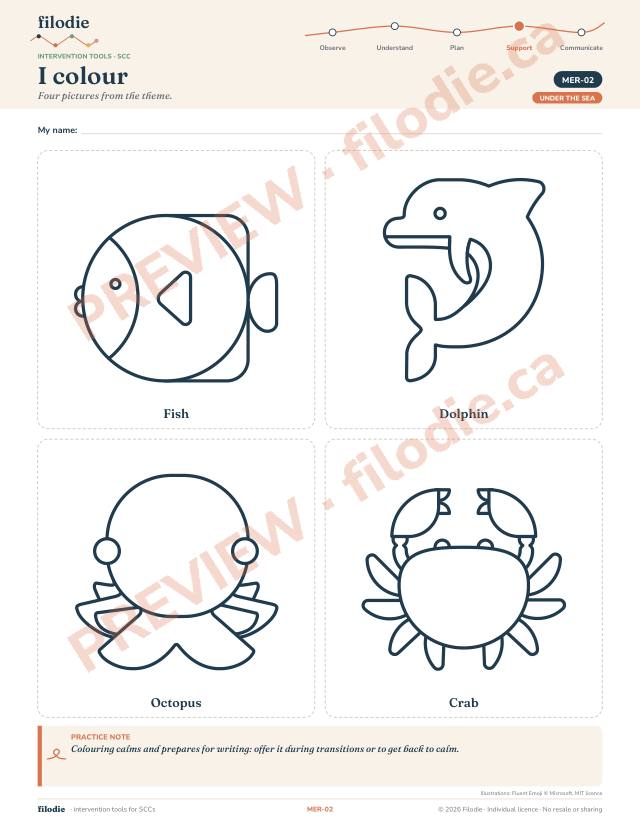 filodie
INTERVENTION TOOLS · SCC
I colour
Four pictures from the theme.
Observe
Understand
Plan
Support
Communicate
MER-02
UNDER THE SEA
My name:
PREVIEW · filodie.ca
Fish
Dolphin
PREVIEW · filodie.ca
Octopus
Crab
PRACTICE NOTE
Colouring calms and prepares for writing: offer it during transitions or to get back to calm.
Illustrations: Fluent Emoji © Microsoft, MIT licence
filodie · intervention tools for SCCs
MER-02
© 2026 Filodie · Individual licence · No resale or sharing